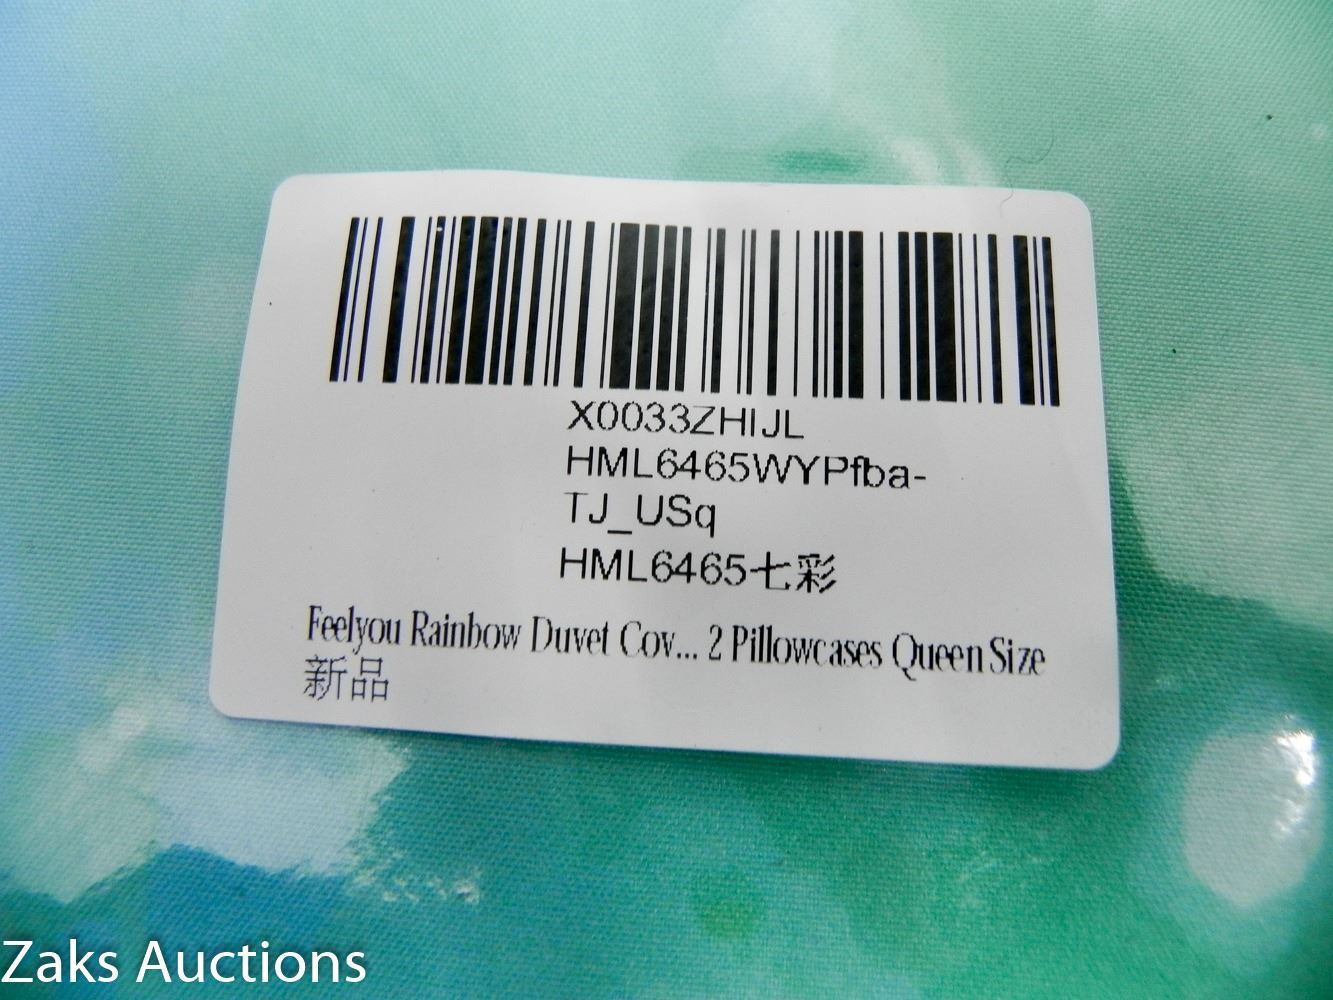 X0033ZHIJL
HML6465WYPfba-
TJ_USq
HML6465七彩
Feelyou Rainbow Duvet Cov... 2 Pillowcases Queen Size
新品
Zaks Auctions